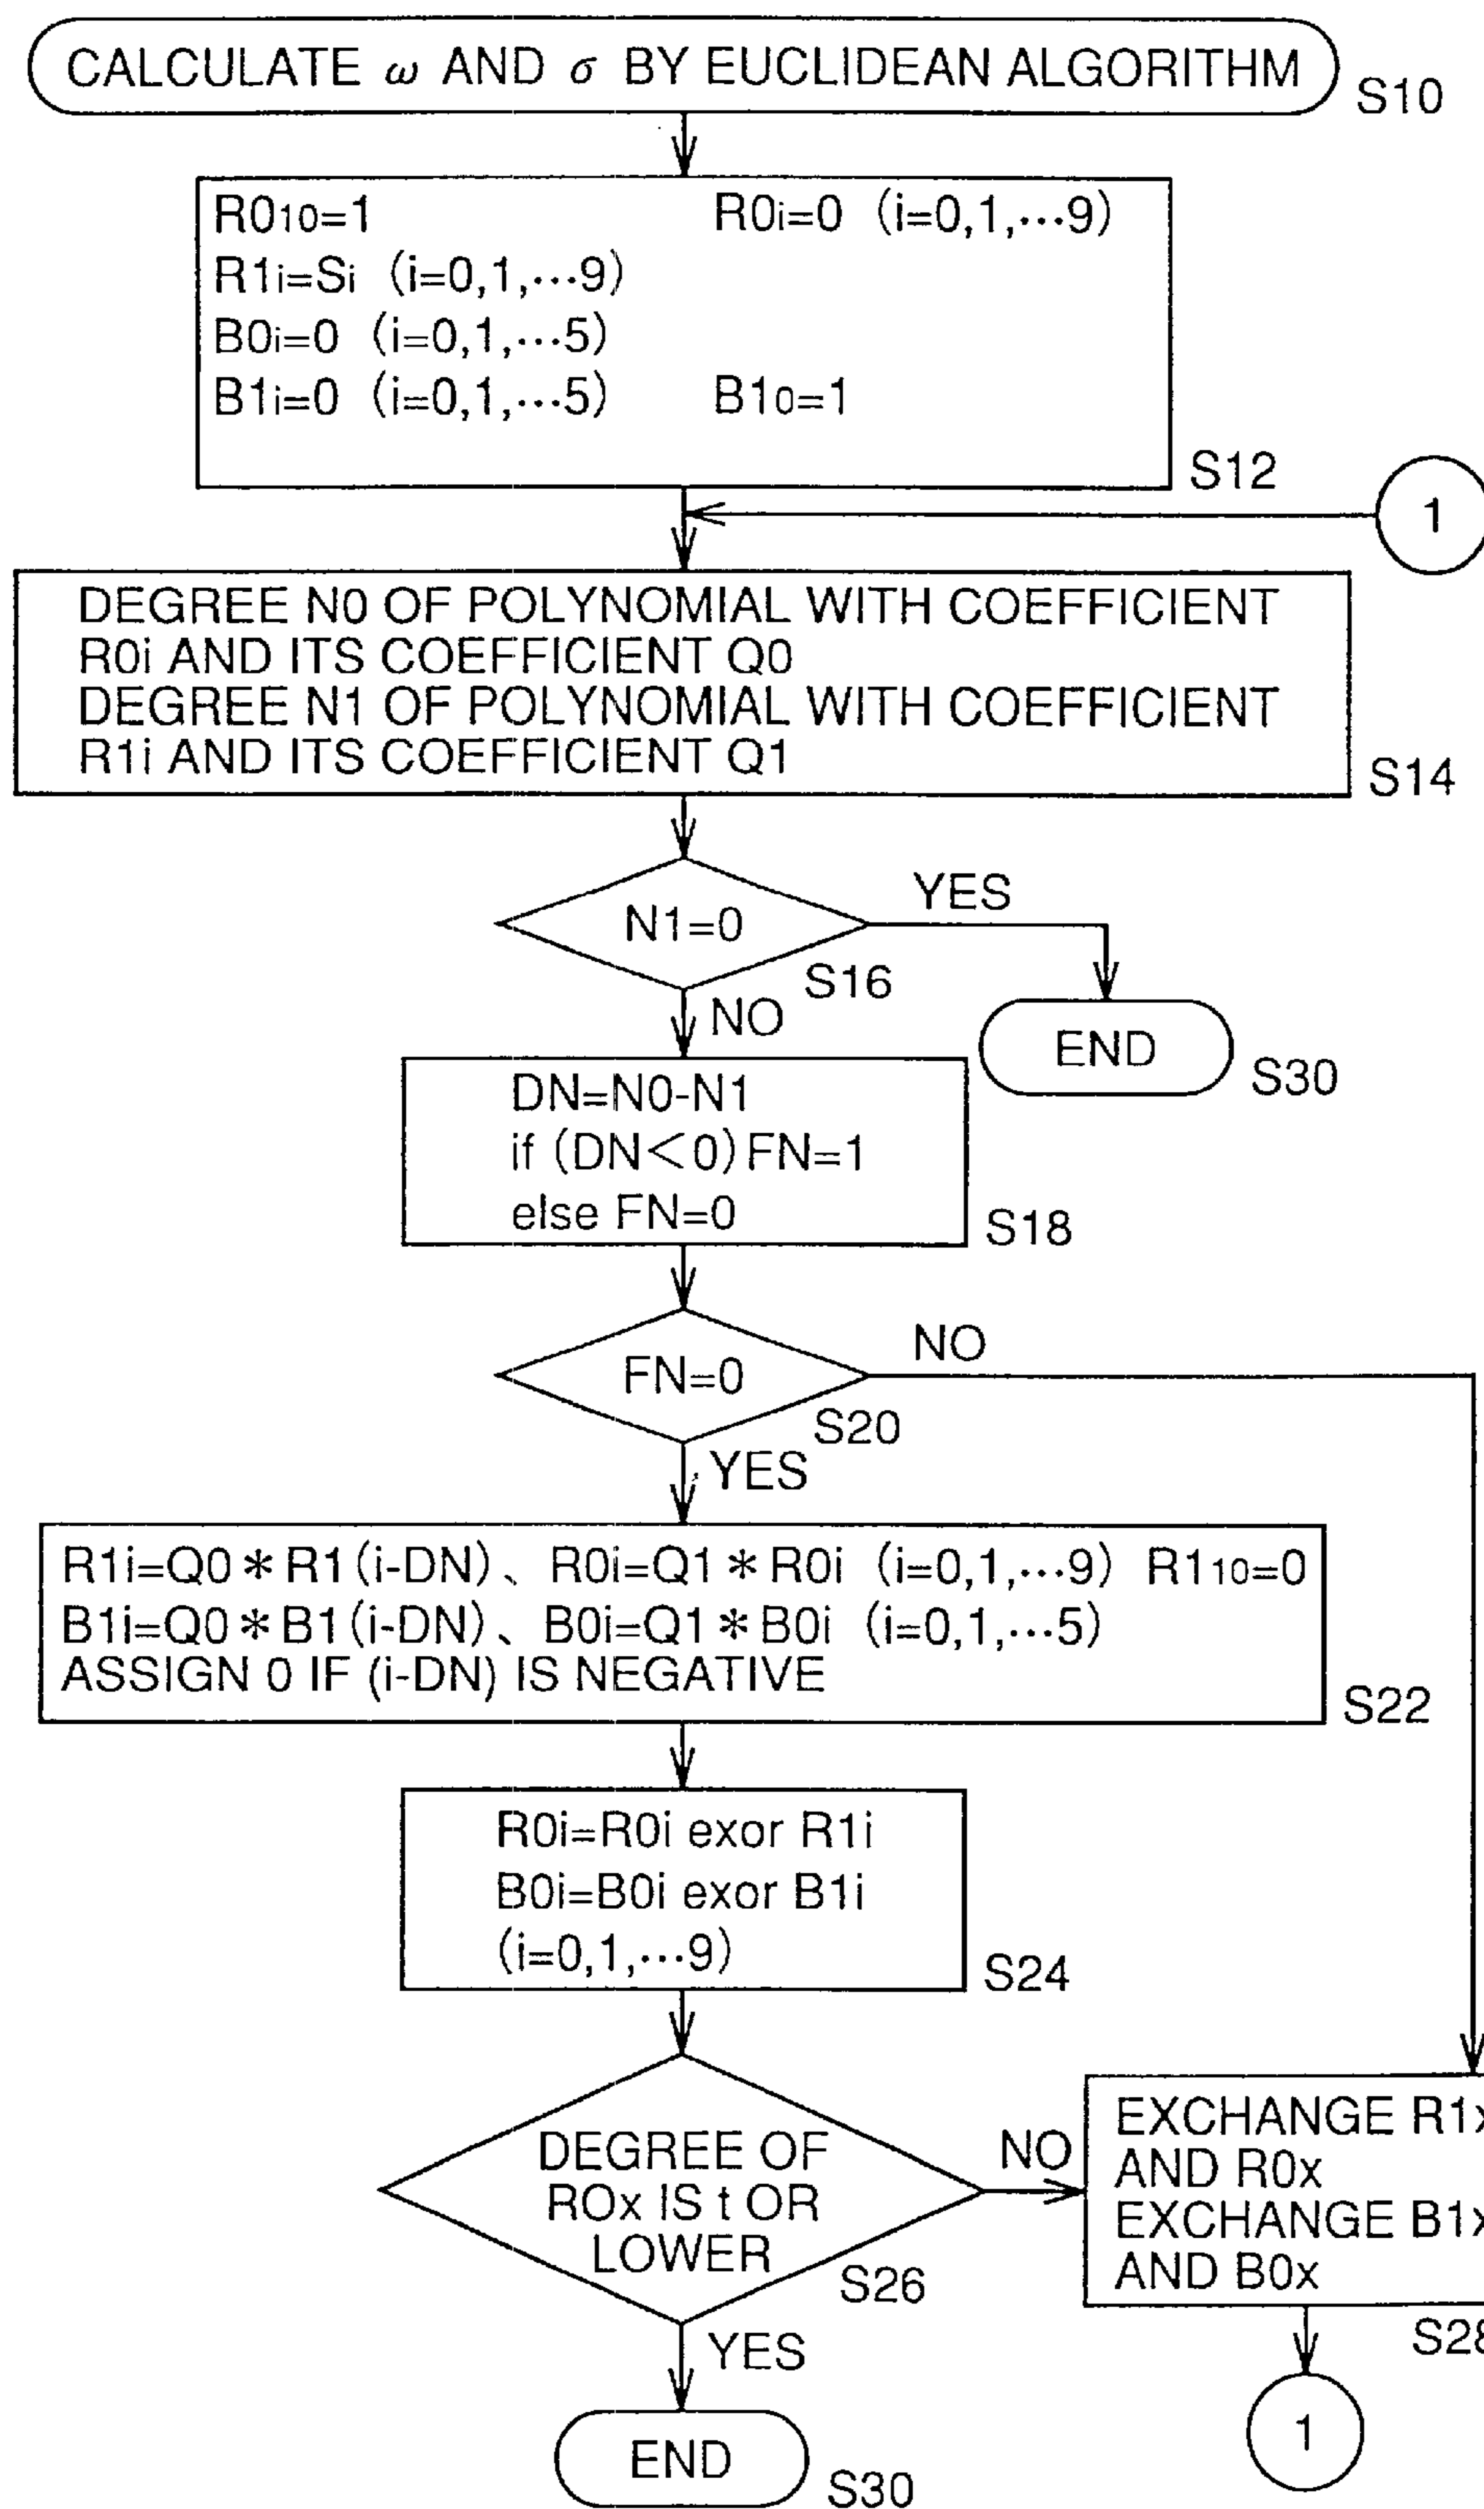 CALCULATE ω AND σ BY EUCLIDEAN ALGORITHM
S10
R010=1 R0i=0 (i=0,1,···9)
R1i=Si (i=0,1,···9)
B0i=0 (i=0,1,···5)
B1i=0 (i=0,1,···5) B10=1
S12
1
DEGREE N0 OF POLYNOMIAL WITH COEFFICIENT
R0i AND ITS COEFFICIENT Q0
DEGREE N1 OF POLYNOMIAL WITH COEFFICIENT
R1i AND ITS COEFFICIENT Q1
S14
N1=0
YES
S16
NO
END
S30
DN=N0-N1
if (DN<0)FN=1
else FN=0
S18
FN=0
NO
S20
YES
R1i=Q0*R1(i-DN)、R0i=Q1*R0i (i=0,1,···9) R110=0
B1i=Q0*B1(i-DN)、B0i=Q1*B0i (i=0,1,···5)
ASSIGN 0 IF (i-DN) IS NEGATIVE
S22
R0i=R0i exor R1i
B0i=B0i exor B1i
(i=0,1,···9)
S24
DEGREE OF
ROx IS t OR
LOWER
S26
NO
YES
EXCHANGE R1x
AND R0x
EXCHANGE B1x
AND B0x
S28
1
END
S30